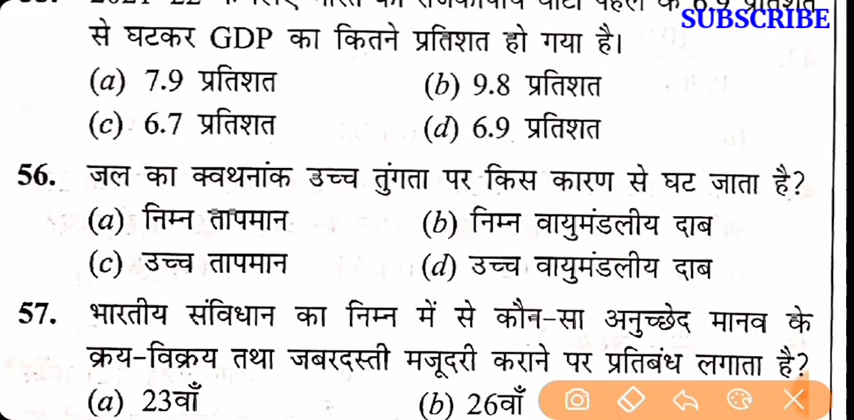 SUBSCRIBE
से घटकर GDP का कितने प्रतिशत हो गया है।
(a) 7.9 प्रतिशत (b) 9.8 प्रतिशत
(c) 6.7 प्रतिशत (d) 6.9 प्रतिशत
56. जल का क्वथनांक उच्च तुंगता पर किस कारण से घट जाता है?
(a) निम्न तापमान (b) निम्न वायुमंडलीय दाब
(c) उच्च तापमान (d) उच्च वायुमंडलीय दाब
57. भारतीय संविधान का निम्न में से कौन-सा अनुच्छेद मानव के
क्रय-विक्रय तथा जबरदस्ती मजूदरी कराने पर प्रतिबंध लगाता है?
(a) 23वाँ (b) 26वाँ